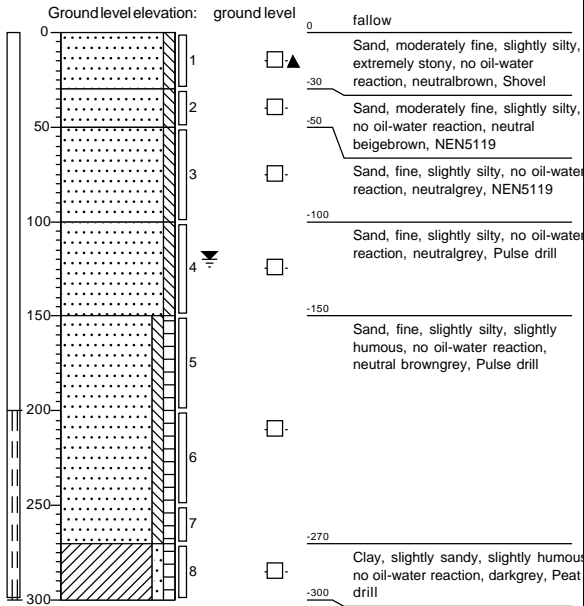 Ground level elevation: ground level
0
50
100
150
200
250
300
1
2
3
4
5
6
7
8
0
fallow
Sand, moderately fine, slightly silty,
extremely stony, no oil-water
reaction, neutralbrown, Shovel
-30
Sand, moderately fine, slightly silty,
no oil-water reaction, neutral
beigebrown, NEN5119
-50
Sand, fine, slightly silty, no oil-water
reaction, neutralgrey, NEN5119
-100
Sand, fine, slightly silty, no oil-water
reaction, neutralgrey, Pulse drill
-150
Sand, fine, slightly silty, slightly
humous, no oil-water reaction,
neutral browngrey, Pulse drill
-270
Clay, slightly sandy, slightly humous,
no oil-water reaction, darkgrey, Peat
drill
-300